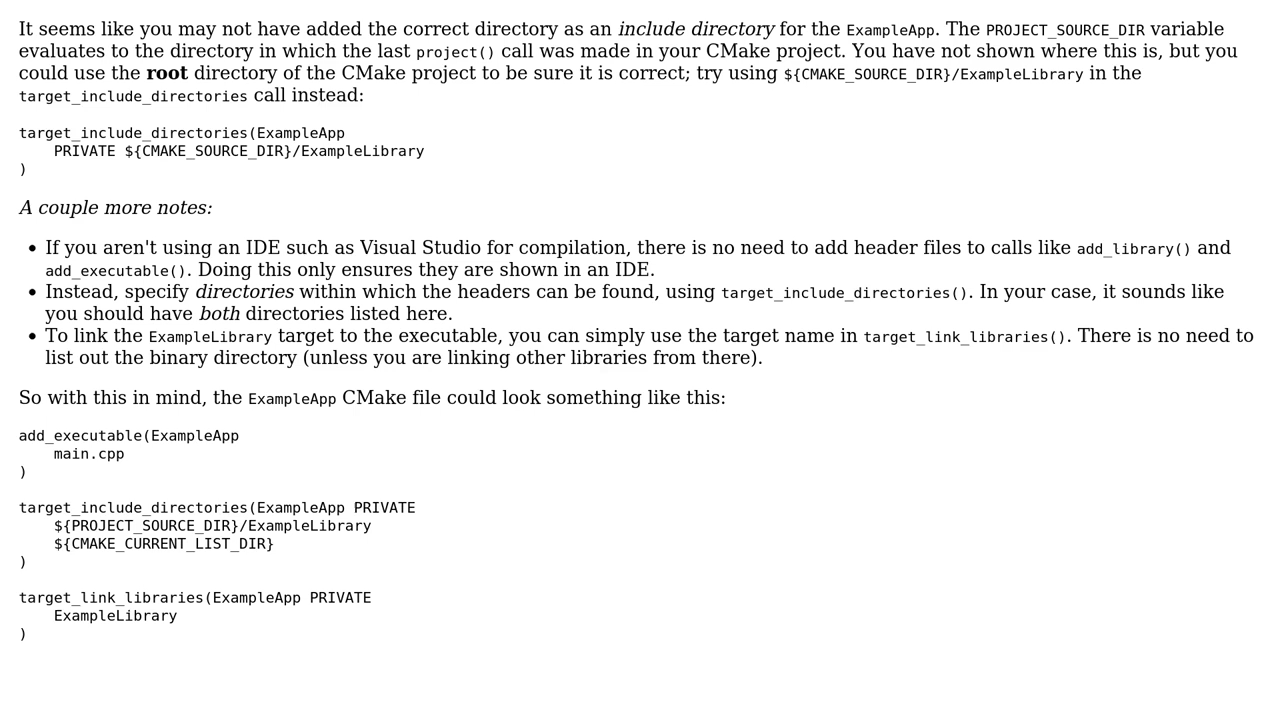 It seems like you may not have added the correct directory as an include directory for the ExampleApp. The PROJECT_SOURCE_DIR variable
evaluates to the directory in which the last project() call was made in your CMake project. You have not shown where this is, but you
could use the root directory of the CMake project to be sure it is correct; try using ${CMAKE_SOURCE_DIR}/ExampleLibrary in the
target_include_directories call instead:
target_include_directories(ExampleApp
    PRIVATE ${CMAKE_SOURCE_DIR}/ExampleLibrary
)
A couple more notes:
• If you aren't using an IDE such as Visual Studio for compilation, there is no need to add header files to calls like add_library() and
add_executable(). Doing this only ensures they are shown in an IDE.
• Instead, specify directories within which the headers can be found, using target_include_directories(). In your case, it sounds like
you should have both directories listed here.
• To link the ExampleLibrary target to the executable, you can simply use the target name in target_link_libraries(). There is no need to
list out the binary directory (unless you are linking other libraries from there).
So with this in mind, the ExampleApp CMake file could look something like this:
add_executable(ExampleApp
    main.cpp
)
target_include_directories(ExampleApp PRIVATE
    ${PROJECT_SOURCE_DIR}/ExampleLibrary
    ${CMAKE_CURRENT_LIST_DIR}
)
target_link_libraries(ExampleApp PRIVATE
    ExampleLibrary
)